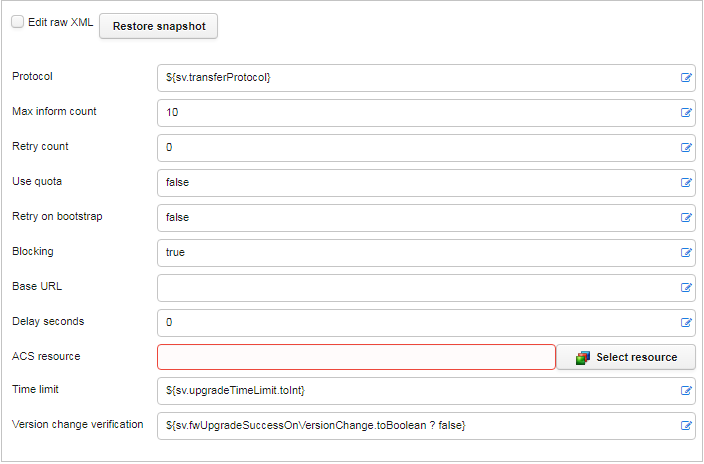 Edit raw XML Restore snapshot
Protocol ${sv.transferProtocol}
Max inform count 10
Retry count 0
Use quota false
Retry on bootstrap false
Blocking true
Base URL
Delay seconds 0
ACS resource Select resource
Time limit ${sv.upgradeTimeLimit.toInt}
Version change verification ${sv.fwUpgradeSuccessOnVersionChange.toBoolean ? false}